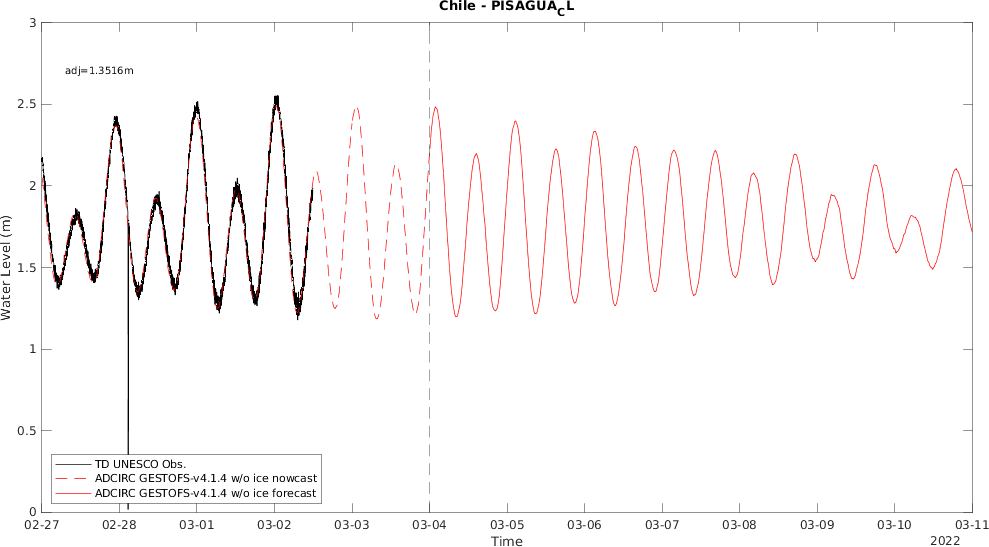 Chile - PISAGUA_CL
3
adj=1.3516m
2.5
2
1.5
1
0.5
0
Water Level (m)
TD UNESCO Obs.
ADCIRC GESTOFS-v4.1.4 w/o ice nowcast
ADCIRC GESTOFS-v4.1.4 w/o ice forecast
02-27 02-28 03-01 03-02 03-03 03-04 03-05 03-06 03-07 03-08 03-09 03-10 03-11
Time
2022